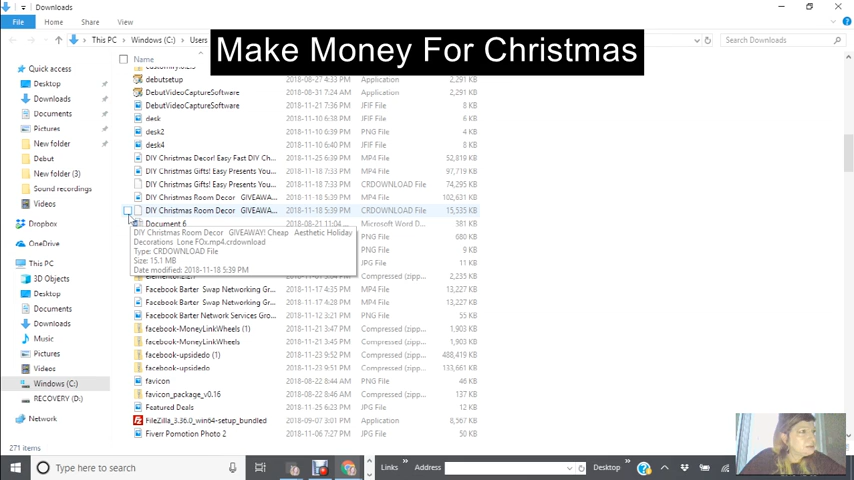 Downloads
File Home Share View
This PC Windows (C:) Users
Search Downloads
Make Money For Christmas
Name
debutsetup 2018-08-27 4:33 PM Application 2,291 KB
DebutVideoCaptureSoftware 2018-08-31 7:24 AM Application 2,291 KB
DebutVideoCaptureSoftware 2018-11-21 7:36 PM JFIF File 8 KB
desk 2018-11-10 6:39 PM JFIF File 6 KB
desk2 2018-11-10 6:39 PM PNG File 4 KB
desk4 2018-11-10 6:40 PM JFIF File 8 KB
DIY Christmas Decor! Easy Fast DIY Ch... 2018-11-25 6:39 PM MP4 File 52,819 KB
DIY Christmas Gifts! Easy Presents You... 2018-11-18 7:33 PM MP4 File 97,719 KB
DIY Christmas Gifts! Easy Presents You... 2018-11-18 7:33 PM CRDOWNLOAD File 74,295 KB
DIY Christmas Room Decor GIVEAWA... 2018-11-18 5:39 PM MP4 File 102,631 KB
DIY Christmas Room Decor GIVEAWA... 2018-11-18 5:39 PM CRDOWNLOAD File 15,535 KB
Document 6 2018-08-21 11:04 ... Microsoft Word D... 381 KB
DIY Christmas Room Decor GIVEAWAY! Cheap Aesthetic Holiday
Decorations Lone FOx.mp4.crdownload
Type: CRDOWNLOAD File
Size: 15.1 MB
Date modified: 2018-11-18 5:39 PM
PNG File 680 KB
PNG File 9 KB
JPG File 11 KB
Compressed (zipp...
Facebook Barter Swap Networking Gr... 2018-11-16 4:35 PM MP4 File 13,227 KB
Facebook Barter Swap Networking Gr... 2018-11-17 4:28 PM MP4 File 13,227 KB
Facebook Barter Network Services Gro... 2018-11-16 5:37 PM JPG File 55 KB
facebook-MoneyLinkWheels (1) 2018-11-21 3:47 PM Compressed (zipp... 1,903 KB
facebook-MoneyLinkWheels 2018-11-21 3:42 PM Compressed (zipp... 1,903 KB
facebook-upsidedo (1) 2018-11-23 9:52 PM Compressed (zipp... 488,419 KB
facebook-upsidedo 2018-11-23 9:52 PM Compressed (zipp... 133,661 KB
favicon 2018-08-22 8:44 AM PNG File 46 KB
favicon_package_v0.16 2018-08-22 8:44 AM Compressed (zipp... 137 KB
Featured Deals 2018-11-25 6:23 PM JPG File 12 KB
FileZilla_3.36.0_win64-setup_bundled 2018-09-07 3:01 PM Application
Fiverr Pomotion Photo 2 2018-11-06 7:27 PM JPG File 50 KB
Quick access
Desktop
Downloads
Documents
Pictures
New folder
Debut
New folder (3)
Sound recordings
Videos
Dropbox
OneDrive
This PC
3D Objects
Desktop
Documents
Downloads
Music
Pictures
Videos
Windows (C:)
RECOVERY (D:)
Network
271 items
Type here to search
Links Address Desktop